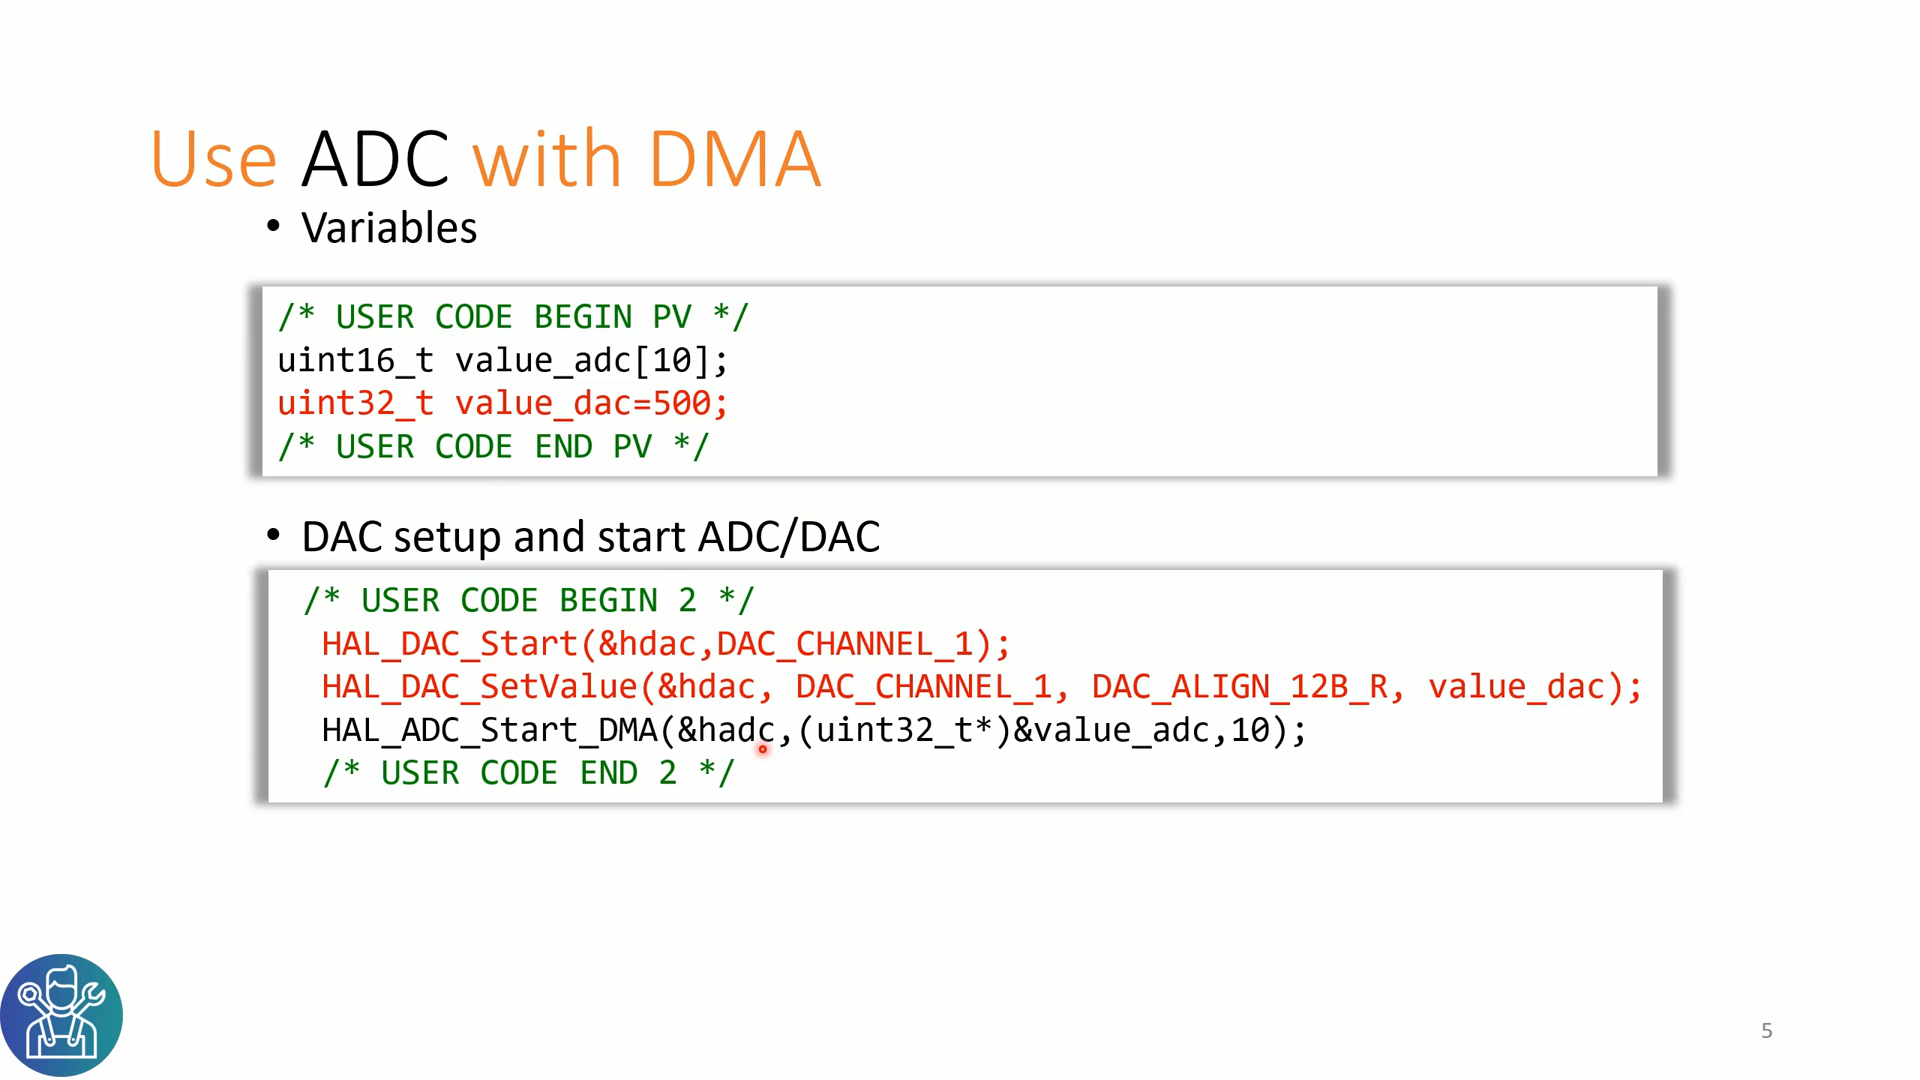 Use ADC with DMA
• Variables
/* USER CODE BEGIN PV */
uint16_t value_adc[10];
uint32_t value_dac=500;
/* USER CODE END PV */
• DAC setup and start ADC/DAC
/* USER CODE BEGIN 2 */
HAL_DAC_Start(&hdac,DAC_CHANNEL_1);
HAL_DAC_SetValue(&hdac, DAC_CHANNEL_1, DAC_ALIGN_12B_R, value_dac);
HAL_ADC_Start_DMA(&hadc,(uint32_t*)&value_adc,10);
/* USER CODE END 2 */
5